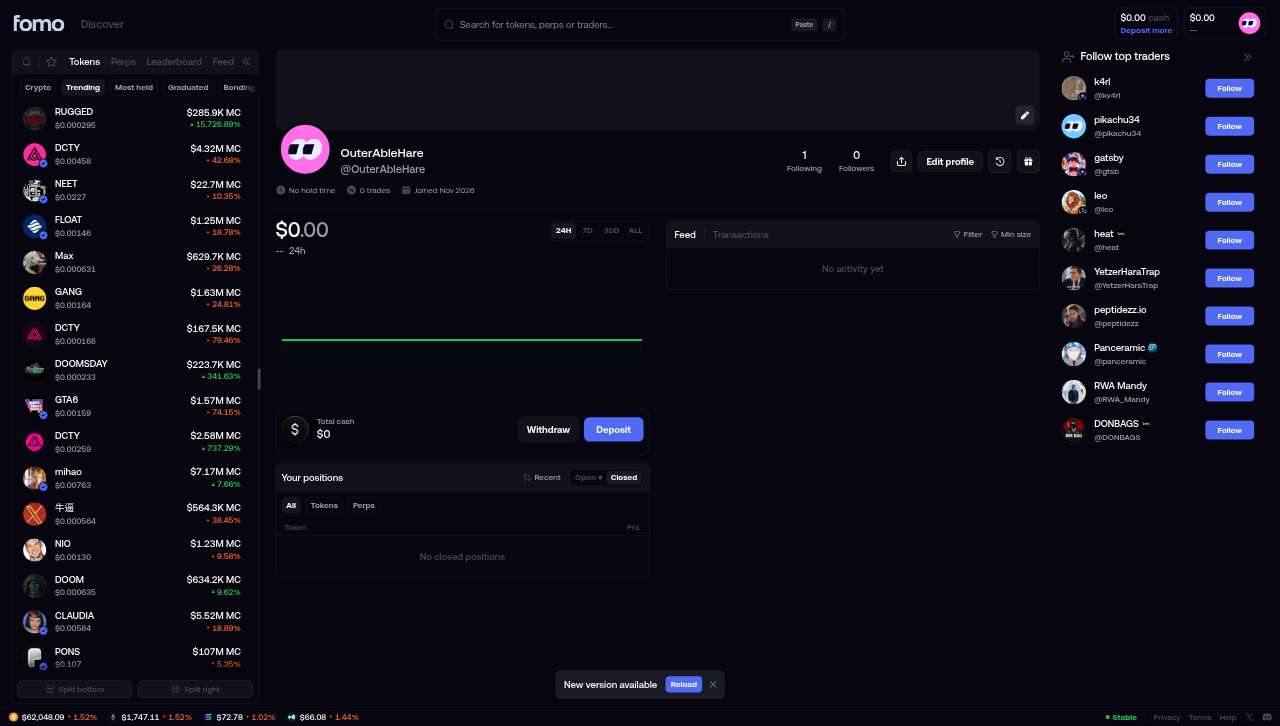 fomo
Discover
Search for tokens, perps or traders...
Paste
/
$0.00 cash
Deposit more
$0.00
--
Tokens Perps Leaderboard Feed
Crypto Trending Most held Graduated Bonding
RUGGED $285.9K MC
$0.000295 15,726.89%
DCTY $4.32M MC
$0.00458 42.68%
NEET $22.7M MC
$0.0227 10.35%
FLOAT $1.25M MC
$0.00146 18.78%
Max $629.7K MC
$0.000631 26.28%
GANG
GANG $1.63M MC
$0.00164 24.81%
DCTY $167.5K MC
$0.000168 79.46%
DOOMSDAY $223.7K MC
$0.000233 341.63%
GTA6 $1.57M MC
$0.00159 74.15%
DCTY $2.58M MC
$0.00259 737.29%
mihao $7.17M MC
$0.00763 7.66%
牛逼 $564.3K MC
$0.000564 38.45%
NIO $1.23M MC
$0.00130 9.58%
DOOM $634.2K MC
$0.000635 9.62%
CLAUDIA $5.52M MC
$0.00584 18.89%
PONS $107M MC
$0.107 5.35%
Split bottom Split right
OuterAbleHare
@OuterAbleHare
No hold time 0 trades Joined Nov 2026
1
Following
0
Followers
Edit profile
$0.00
-- 24h
24H 7D 30D ALL
Total cash
$0
Withdraw Deposit
Your positions
Recent
Open Closed
All Tokens Perps
Token PnL
No closed positions
Feed Transactions
Filter Min size
No activity yet
Follow top traders
k4rl
@kv4rl
Follow
pikachu34
@pikachu34
Follow
gatsby
@gtsb
Follow
leo
@leo
Follow
heat
@heat
Follow
YetzerHaraTrap
@YetzerHaraTrap
Follow
peptidezz.io
@peptidezz
Follow
Panceramic
@panceramic
Follow
RWA Mandy
@RWA_Mandy
Follow
DONBAGS
@DONBAGS
Follow
New version available Reload
$62,048.09 1.52% $1,747.11 1.52% $72.78 1.02% $66.08 1.44%
Stable Privacy Terms Help